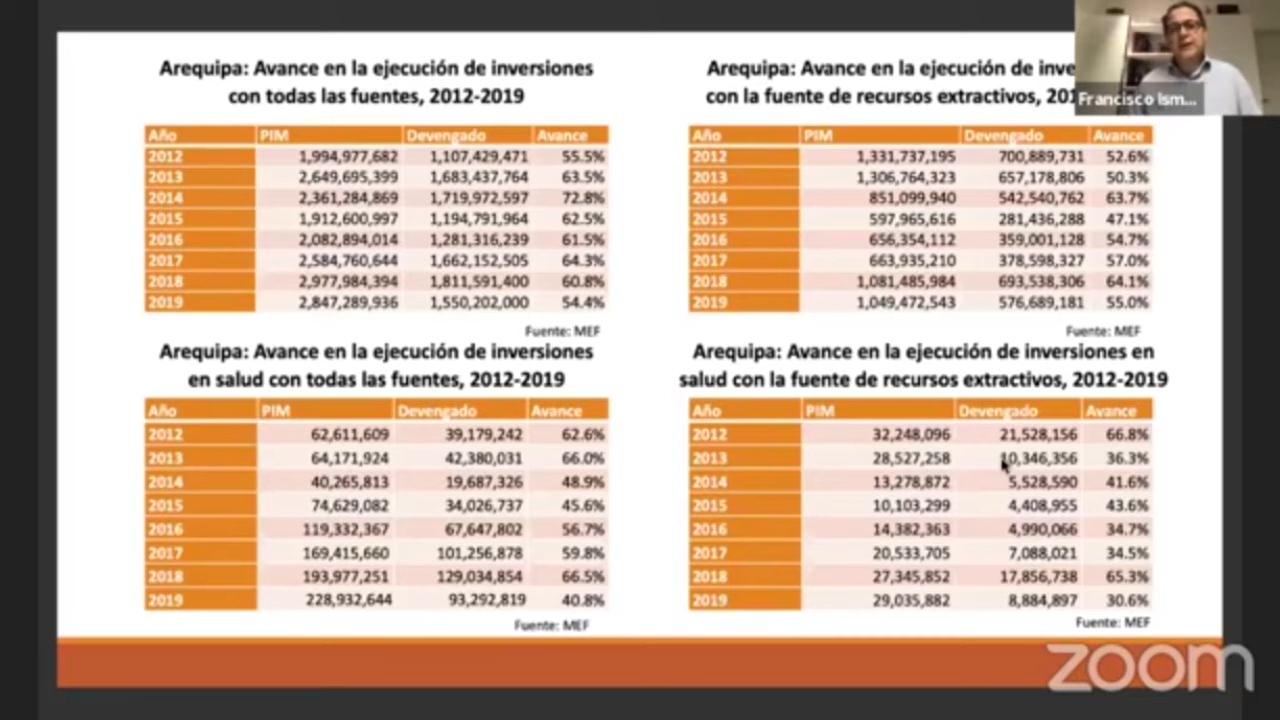 Arequipa: Avance en la ejecución de inversiones
con todas las fuentes, 2012-2019
Año PIM Devengado Avance
2012 1,994,977,682 1,107,429,471 55.5%
2013 2,649,695,399 1,683,437,764 63.5%
2014 2,361,284,869 1,719,972,597 72.8%
2015 1,912,600,997 1,194,791,964 62.5%
2016 2,082,894,014 1,281,316,239 61.5%
2017 2,584,760,644 1,662,152,505 64.3%
2018 2,977,984,394 1,811,591,400 60.8%
2019 2,847,289,936 1,550,202,000 54.4%
Fuente: MEF
Arequipa: Avance en la ejecución de inve
con la fuente de recursos extractivos, 201
Año PIM Devengado Avance
2012 1,331,737,195 700,889,731 52.6%
2013 1,306,764,323 657,178,806 50.3%
2014 851,099,940 542,540,762 63.7%
2015 597,965,616 281,436,288 47.1%
2016 656,354,112 359,001,128 54.7%
2017 663,935,210 378,598,327 57.0%
2018 1,081,485,984 693,538,306 64.1%
2019 1,049,472,543 576,689,181 55.0%
Fuente: MEF
Arequipa: Avance en la ejecución de inversiones
en salud con todas las fuentes, 2012-2019
Año PIM Devengado Avance
2012 62,611,609 39,179,242 62.6%
2013 64,171,924 42,380,031 66.0%
2014 40,265,813 19,687,326 48.9%
2015 74,629,082 34,026,737 45.6%
2016 119,332,367 67,647,802 56.7%
2017 169,415,660 101,256,878 59.8%
2018 193,977,251 129,034,854 66.5%
2019 228,932,644 93,292,819 40.8%
Fuente: MEF
Arequipa: Avance en la ejecución de inversiones en
salud con la fuente de recursos extractivos, 2012-2019
Año PIM Devengado Avance
2012 32,248,096 21,528,156 66.8%
2013 28,527,258 10,346,356 36.3%
2014 13,278,872 5,528,590 41.6%
2015 10,103,299 4,408,955 43.6%
2016 14,382,363 4,990,066 34.7%
2017 20,533,705 7,088,021 34.5%
2018 27,345,852 17,856,738 65.3%
2019 29,035,882 8,884,897 30.6%
Fuente: MEF
Francisco Ism...
zoom